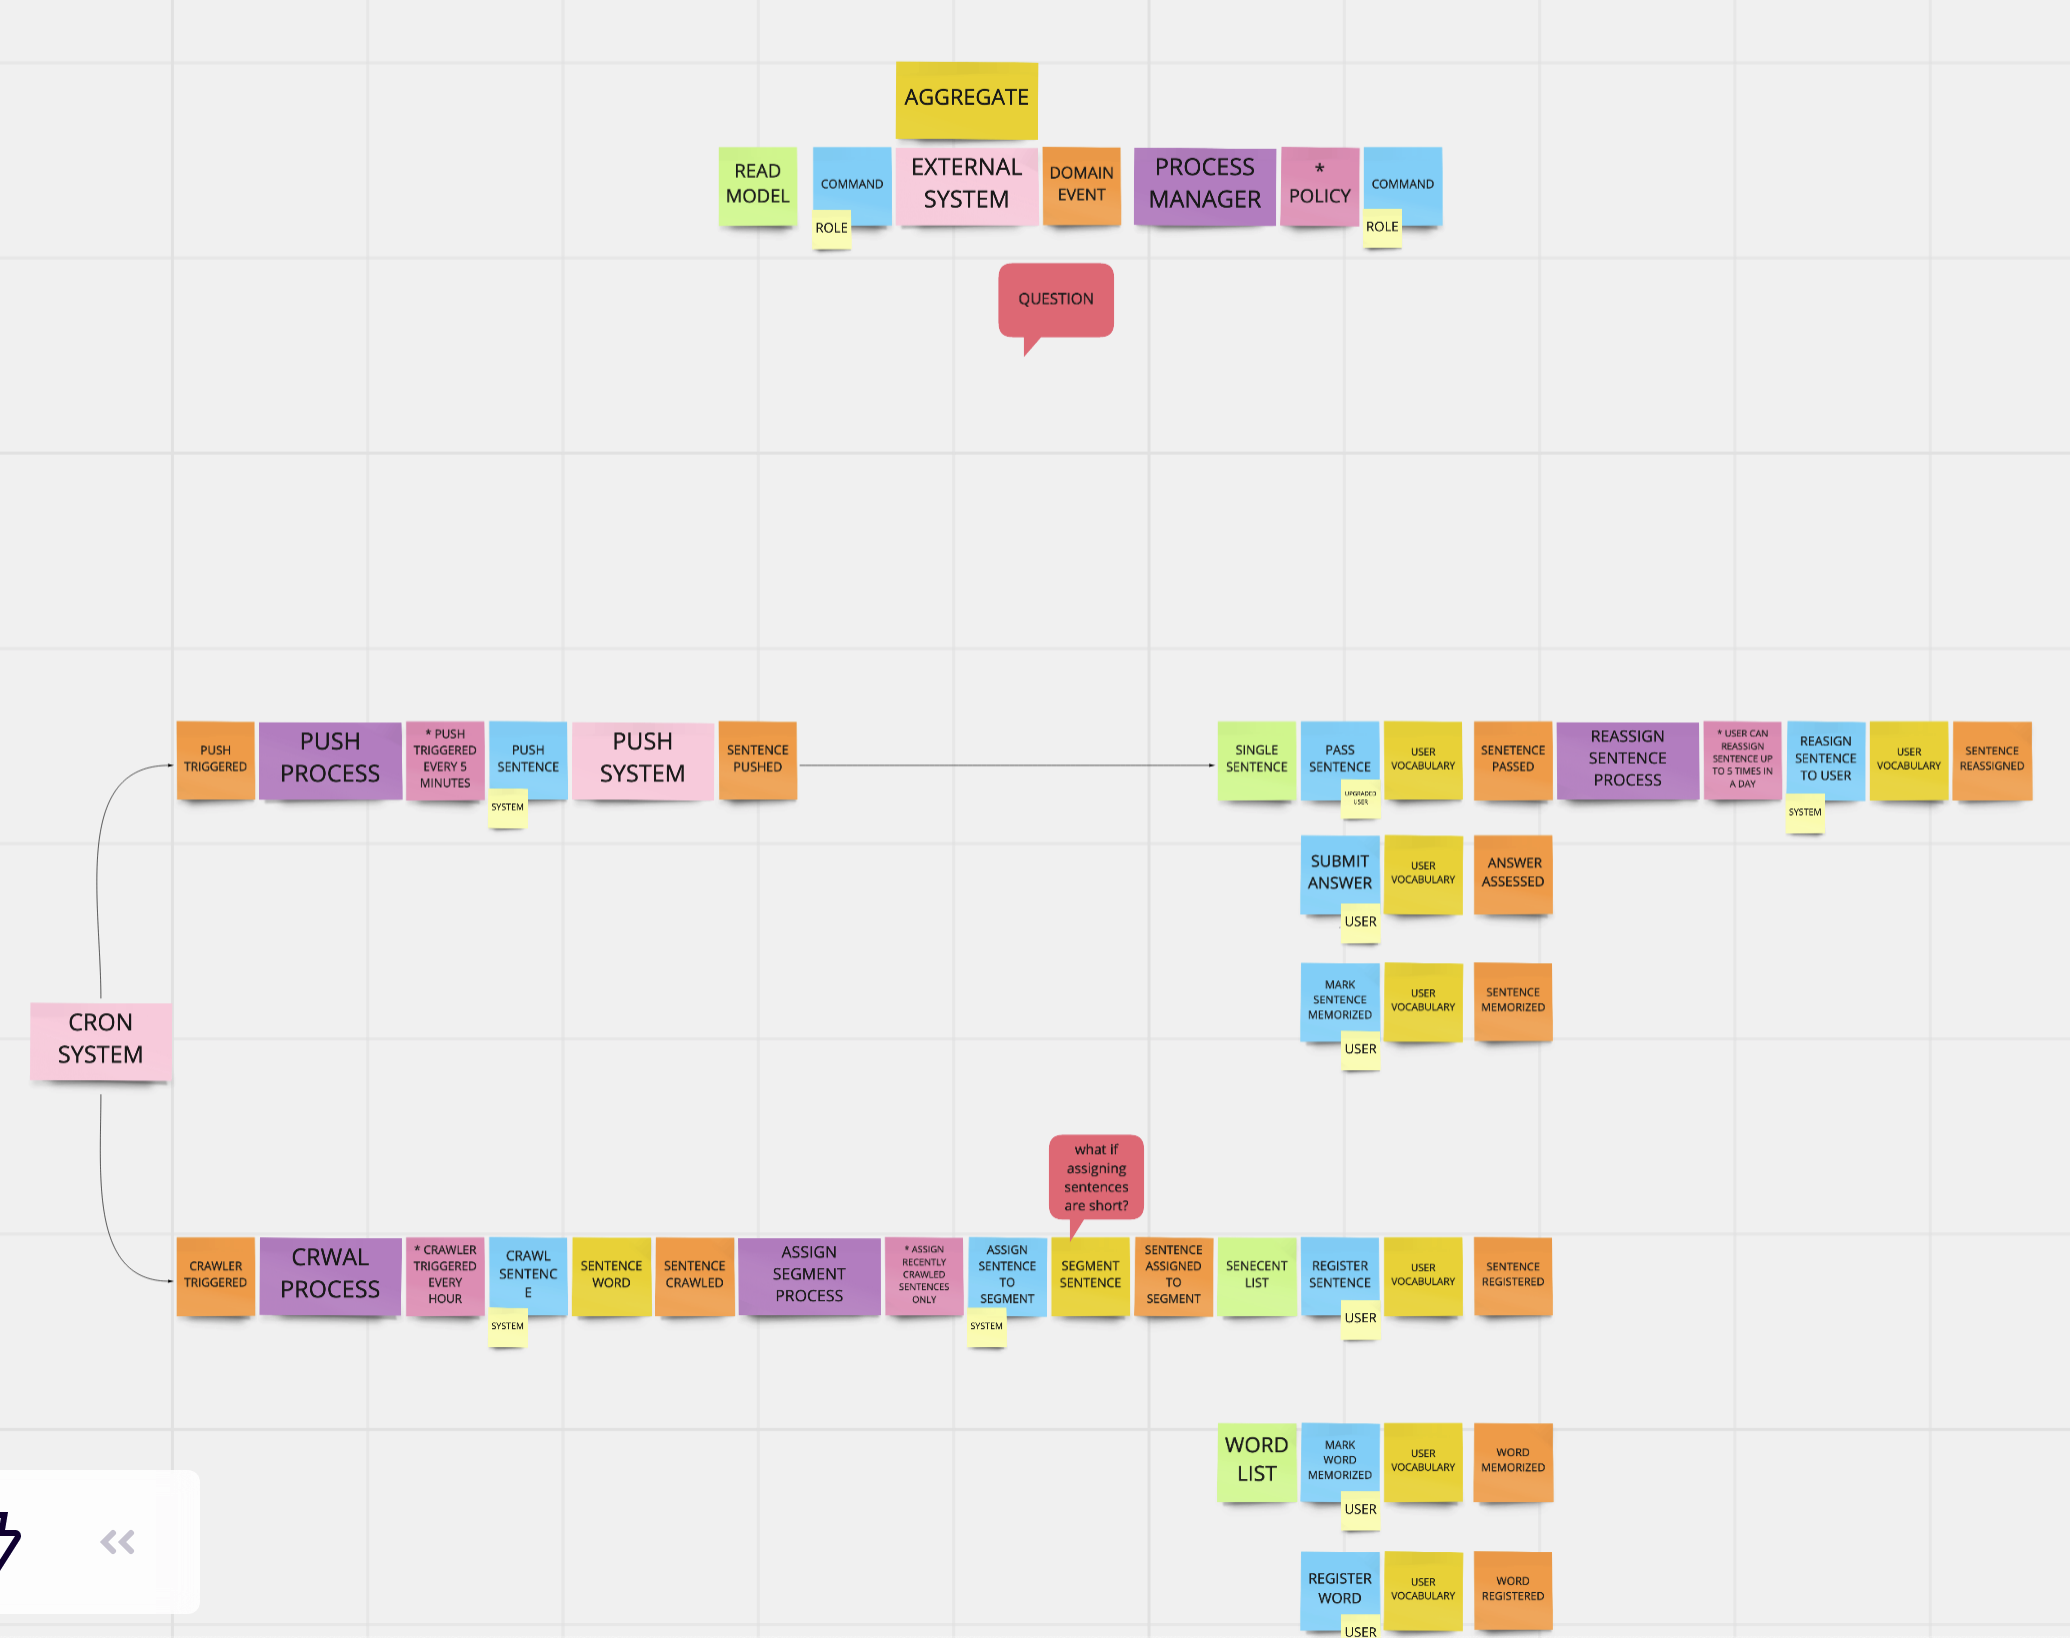 AGGREGATE
READ
MODEL
COMMAND
ROLE
EXTERNAL
SYSTEM
DOMAIN
EVENT
PROCESS
MANAGER
*
POLICY
COMMAND
ROLE
QUESTION
PUSH
TRIGGERED
PUSH
PROCESS
* PUSH
TRIGGERED
EVERY 5
MINUTES
PUSH
SENTENCE
SYSTEM
PUSH
SYSTEM
SENTENCE
PUSHED
SINGLE
SENTENCE
PASS
SENTENCE
UPGRADED
USER
USER
VOCABULARY
SENETENCE
PASSED
REASSIGN
SENTENCE
PROCESS
* USER CAN
REASSIGN
SENTENCE UP
TO 5 TIMES IN
A DAY
REASIGN
SENTENCE
TO USER
SYSTEM
USER
VOCABULARY
SENTENCE
REASSIGNED
SUBMIT
ANSWER
USER
USER
VOCABULARY
ANSWER
ASSESSED
MARK
SENTENCE
MEMORIZED
USER
USER
VOCABULARY
SENTENCE
MEMORIZED
CRON
SYSTEM
what if
assigning
sentences
are short?
CRAWLER
TRIGGERED
CRWAL
PROCESS
* CRAWLER
TRIGGERED
EVERY
HOUR
CRAWL
SENTENC
E
SYSTEM
SENTENCE
WORD
SENTENCE
CRAWLED
ASSIGN
SEGMENT
PROCESS
* ASSIGN
RECENTLY
CRAWLED
SENTENCES
ONLY
ASSIGN
SENTENCE
TO
SEGMENT
SYSTEM
SEGMENT
SENTENCE
SENTENCE
ASSIGNED
TO
SEGMENT
SENECENT
LIST
REGISTER
SENTENCE
USER
USER
VOCABULARY
SENTENCE
REGISTERED
WORD
LIST
MARK
WORD
MEMORIZED
USER
USER
VOCABULARY
WORD
MEMORIZED
REGISTER
WORD
USER
USER
VOCABULARY
WORD
REGISTERED